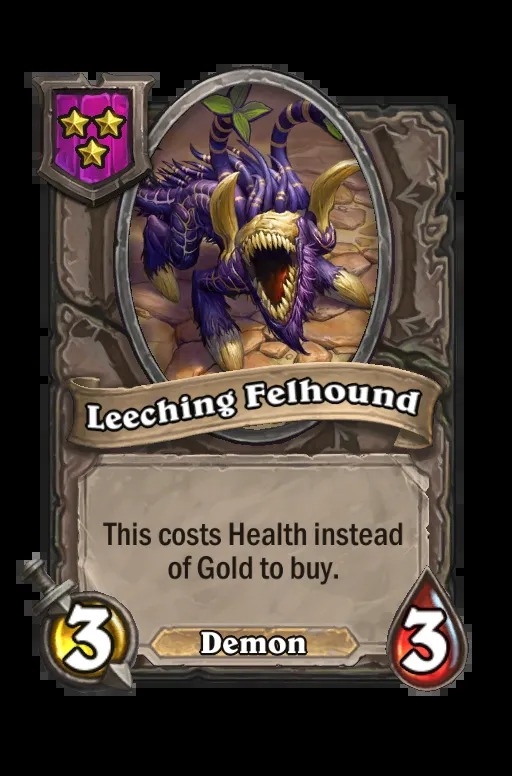 Leeching Felhound
This costs Health instead
of Gold to buy.
3
Demon
3